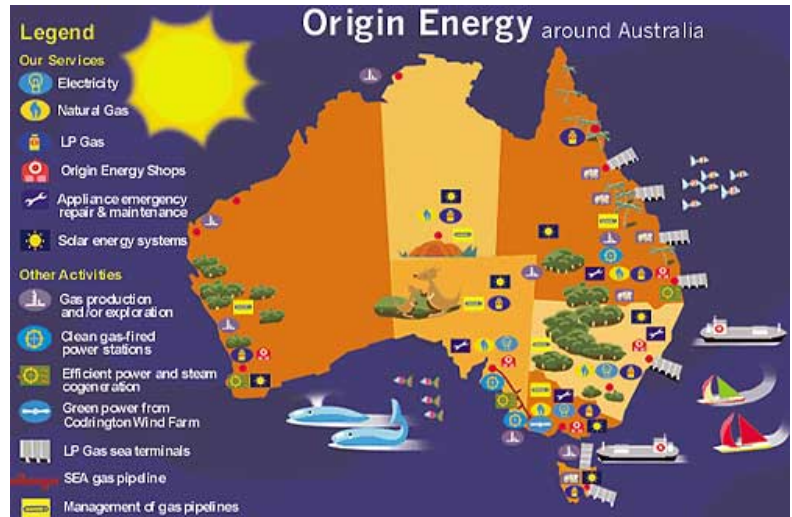 Origin Energy around Australia
Legend
Our Services
Electricity
Natural Gas
LP Gas
Origin Energy Shops
Appliance emergency
repair & maintenance
Solar energy systems
Other Activities
Gas production
and/or exploration
Clean gas-fired
power stations
Efficient power and steam
cogeneration
Green power from
Codrington Wind Farm
LP Gas sea terminals
SEA gas pipeline
Management of gas pipelines